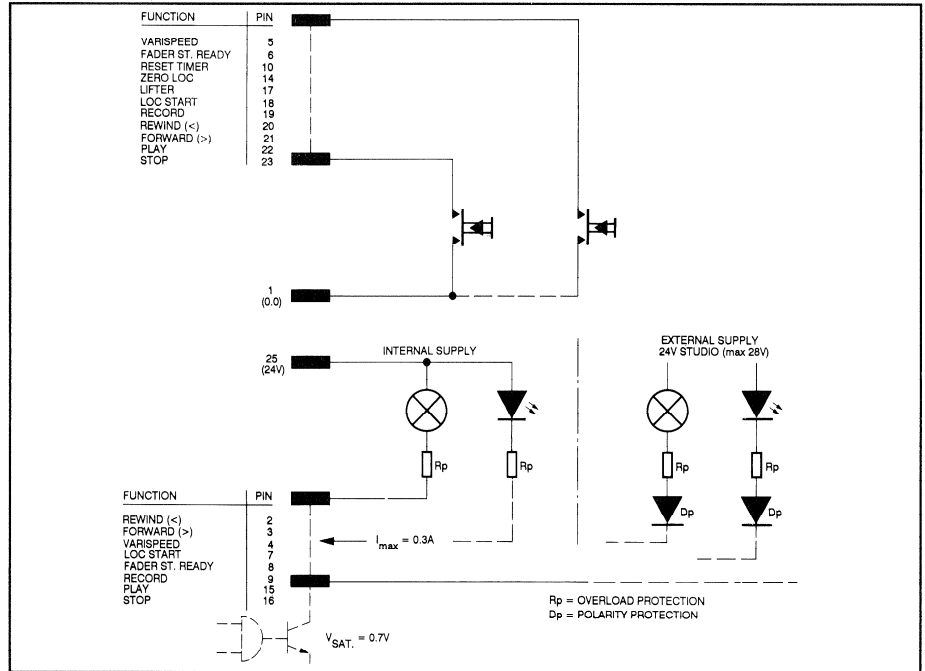 FUNCTION PIN
VARISPEED 5
FADER ST. READY 6
RESET TIMER 10
ZERO LOC 14
LIFTER 17
LOC START 18
RECORD 19
REWIND (<) 20
FORWARD (>) 21
PLAY 22
STOP 23
1
(0.0)
25
(24V)
INTERNAL SUPPLY
EXTERNAL SUPPLY
24V STUDIO (max 28V)
Rp Rp Rp Rp
Dp Dp
FUNCTION PIN
REWIND (<) 2
FORWARD (>) 3
VARISPEED 4
LOC START 7
FADER ST. READY 8
RECORD 9
PLAY 15
STOP 16
Imax = 0.3A
Rp = OVERLOAD PROTECTION
Dp = POLARITY PROTECTION
VSAT. = 0.7V